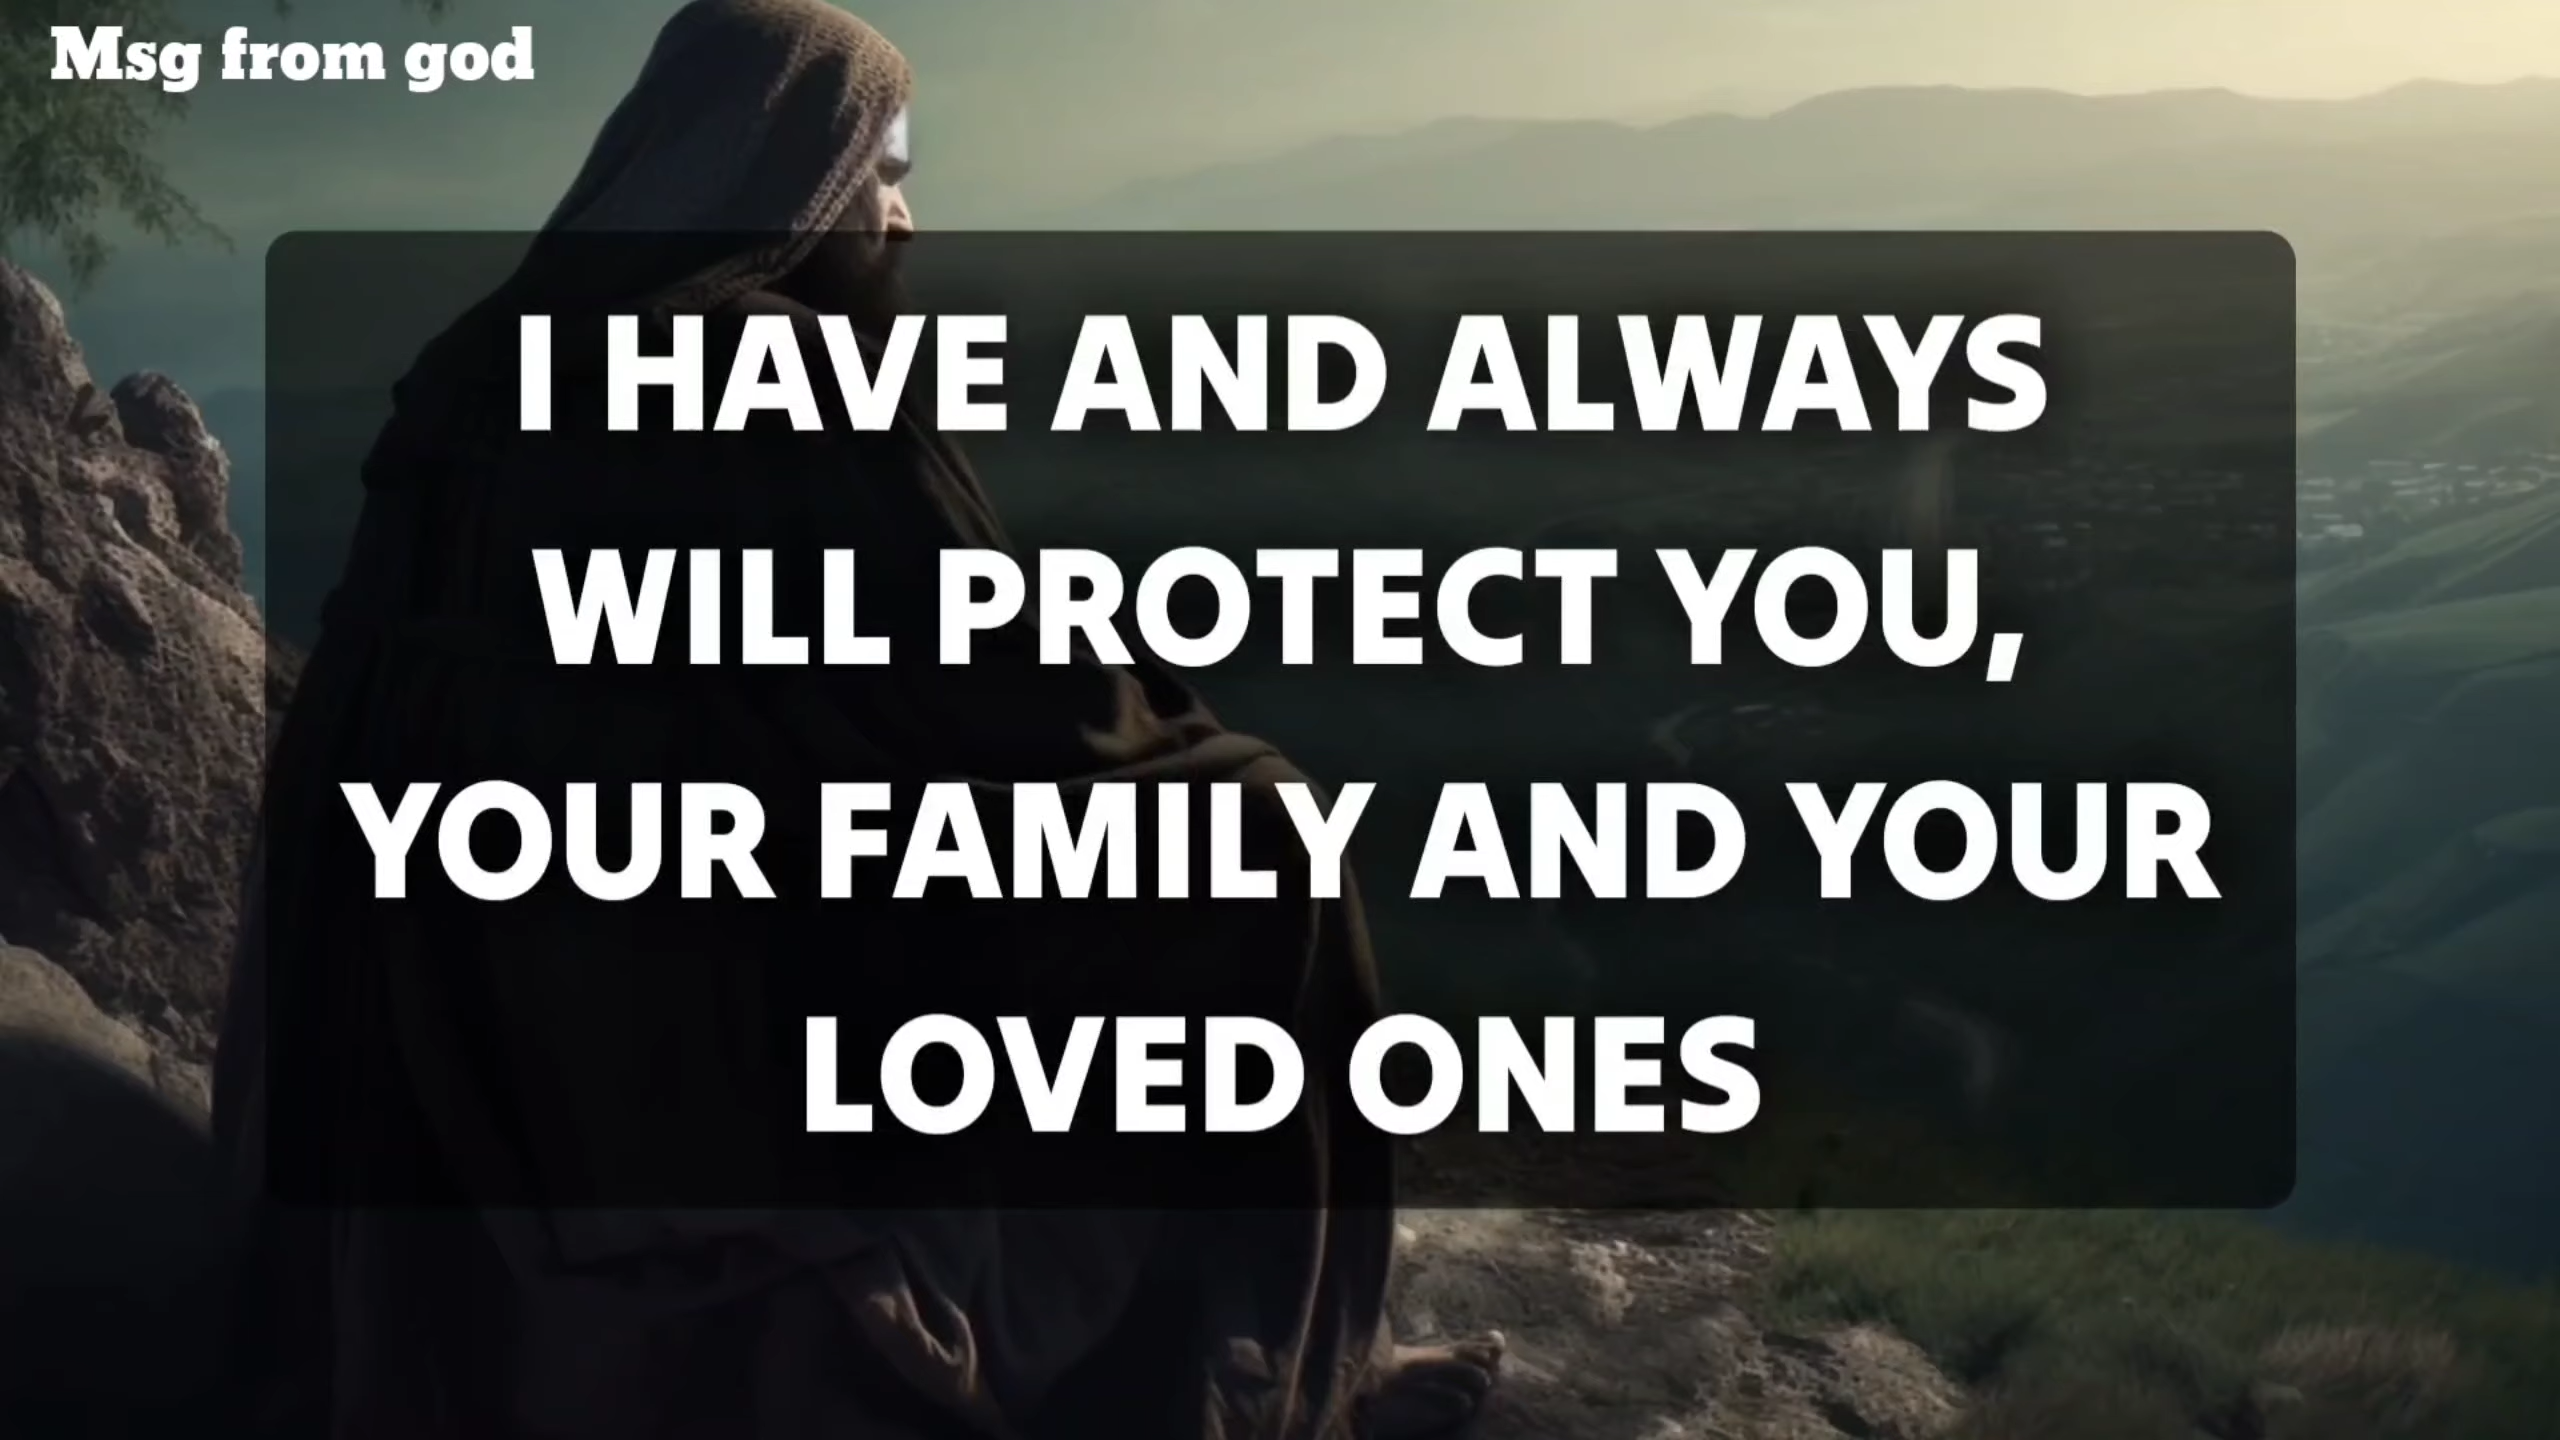 Msg from god
I HAVE AND ALWAYS
WILL PROTECT YOU,
YOUR FAMILY AND YOUR
LOVED ONES